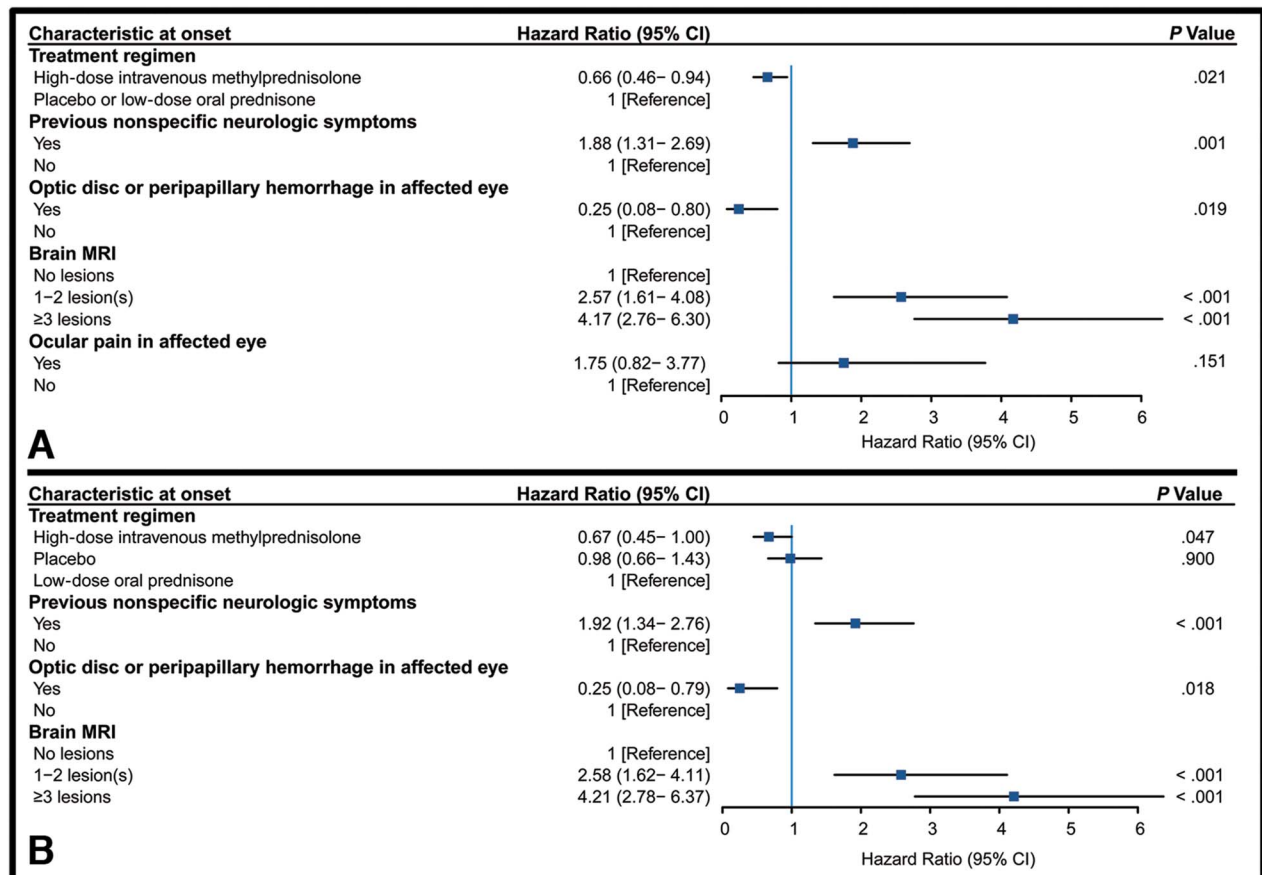 Characteristic at onset Hazard Ratio (95% CI) P Value
Treatment regimen
High-dose intravenous methylprednisolone 0.66 (0.46− 0.94) .021
Placebo or low-dose oral prednisone 1 [Reference]
Previous nonspecific neurologic symptoms
Yes 1.88 (1.31− 2.69) .001
No 1 [Reference]
Optic disc or peripapillary hemorrhage in affected eye
Yes 0.25 (0.08− 0.80) .019
No 1 [Reference]
Brain MRI
No lesions 1 [Reference]
1−2 lesion(s) 2.57 (1.61− 4.08) < .001
≥3 lesions 4.17 (2.76− 6.30) < .001
Ocular pain in affected eye
Yes 1.75 (0.82− 3.77) .151
No 1 [Reference]
0 1 2 3 4 5 6
Hazard Ratio (95% CI)
A
Characteristic at onset Hazard Ratio (95% CI) P Value
Treatment regimen
High-dose intravenous methylprednisolone 0.67 (0.45− 1.00) .047
Placebo 0.98 (0.66− 1.43) .900
Low-dose oral prednisone 1 [Reference]
Previous nonspecific neurologic symptoms
Yes 1.92 (1.34− 2.76) < .001
No 1 [Reference]
Optic disc or peripapillary hemorrhage in affected eye
Yes 0.25 (0.08− 0.79) .018
No 1 [Reference]
Brain MRI
No lesions 1 [Reference]
1−2 lesion(s) 2.58 (1.62− 4.11) < .001
≥3 lesions 4.21 (2.78− 6.37) < .001
0 1 2 3 4 5 6
Hazard Ratio (95% CI)
B